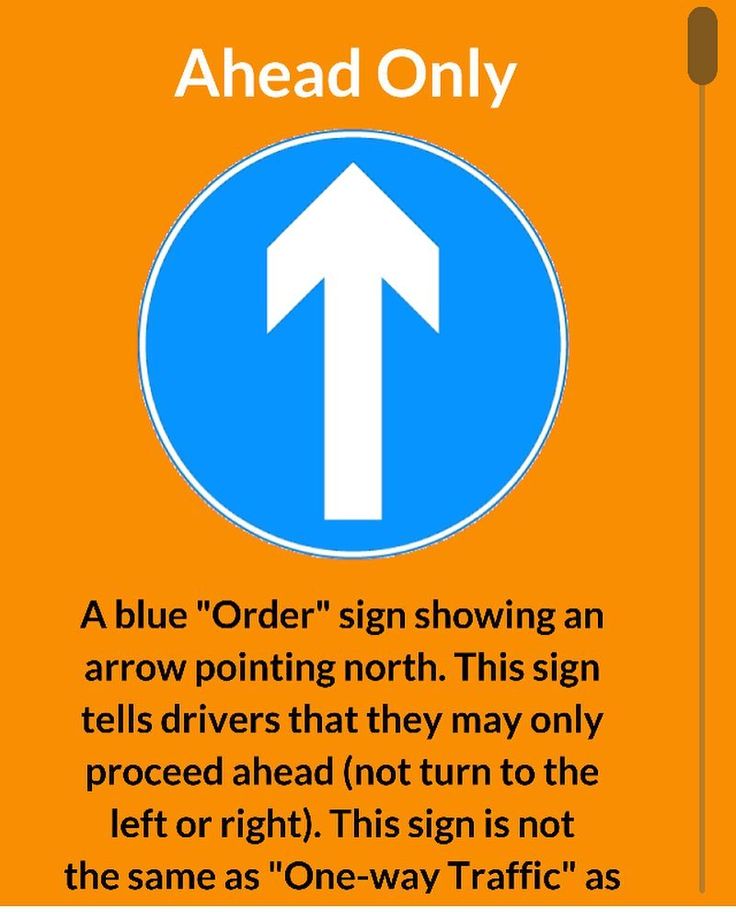 Ahead Only
A blue "Order" sign showing an
arrow pointing north. This sign
tells drivers that they may only
proceed ahead (not turn to the
left or right). This sign is not
the same as "One-way Traffic" as